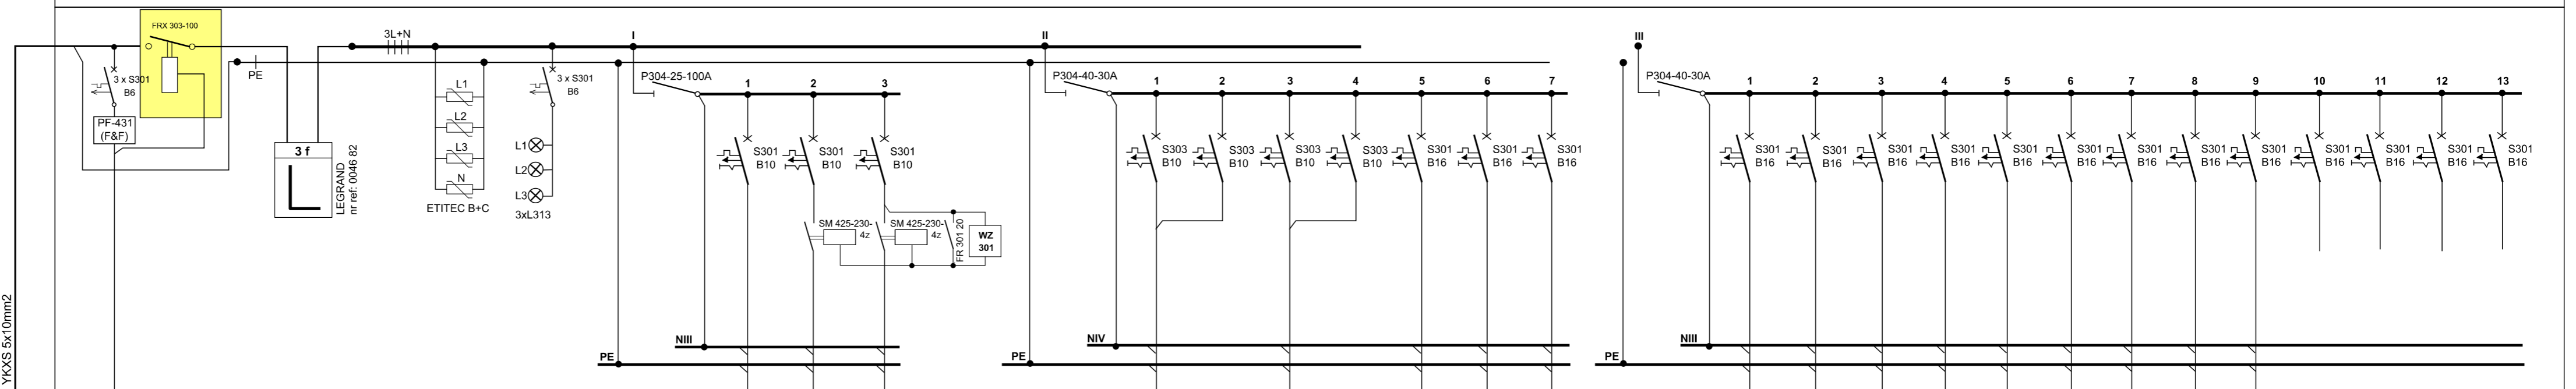 FRX 303-100
3L+N
I
II
III
PE
3 x S301
B6
PF-431
(F&F)
3 f
L
LEGRAND
nr ref: 0046 82
L1
L2
L3
N
ETITEC B+C
3 x S301
B6
L1
L2
L3
3xL313
P304-25-100A
1
2
3
S301
B10
S301
B10
S301
B10
SM 425-230-
4z
SM 425-230-
4z
FR 301 20
WZ
301
NIII
PE
P304-40-30A
1
2
3
4
5
6
7
S303
B10
S303
B10
S303
B10
S303
B10
S301
B16
S301
B16
S301
B16
NIV
PE
P304-40-30A
1
2
3
4
5
6
7
8
9
10
11
12
13
S301
B16
S301
B16
S301
B16
S301
B16
S301
B16
S301
B16
S301
B16
S301
B16
S301
B16
S301
B16
S301
B16
S301
B16
S301
B16
NIII
PE
YKXS 5x10mm2